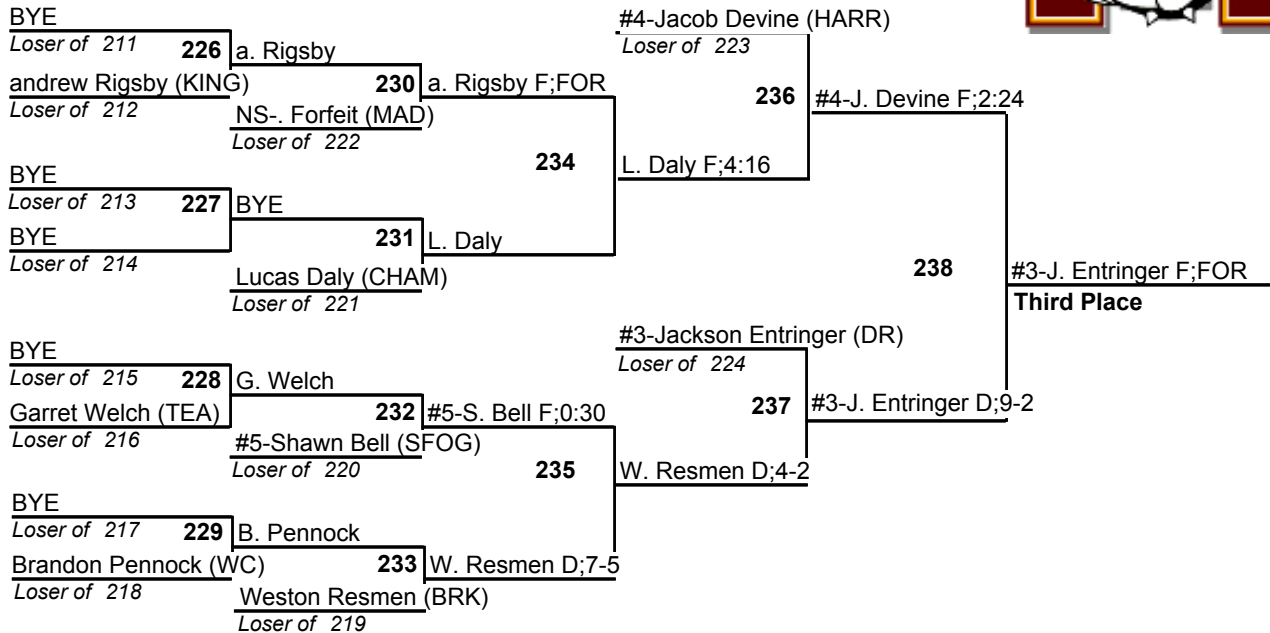 BYE
Loser of 211
226
a. Rigsby
andrew Rigsby (KING)
Loser of 212
230
a. Rigsby F;FOR
NS-. Forfeit (MAD)
Loser of 222
234
L. Daly F;4:16
BYE
Loser of 213
227
BYE
BYE
Loser of 214
231
L. Daly
Lucas Daly (CHAM)
Loser of 221
#4-Jacob Devine (HARR)
Loser of 223
236
#4-J. Devine F;2:24
238
#3-J. Entringer F;FOR
Third Place
BYE
Loser of 215
228
G. Welch
Garret Welch (TEA)
Loser of 216
232
#5-S. Bell F;0:30
#5-Shawn Bell (SFOG)
Loser of 220
235
W. Resmen D;4-2
BYE
Loser of 217
229
B. Pennock
Brandon Pennock (WC)
Loser of 218
233
W. Resmen D;7-5
Weston Resmen (BRK)
Loser of 219
#3-Jackson Entringer (DR)
Loser of 224
237
#3-J. Entringer D;9-2